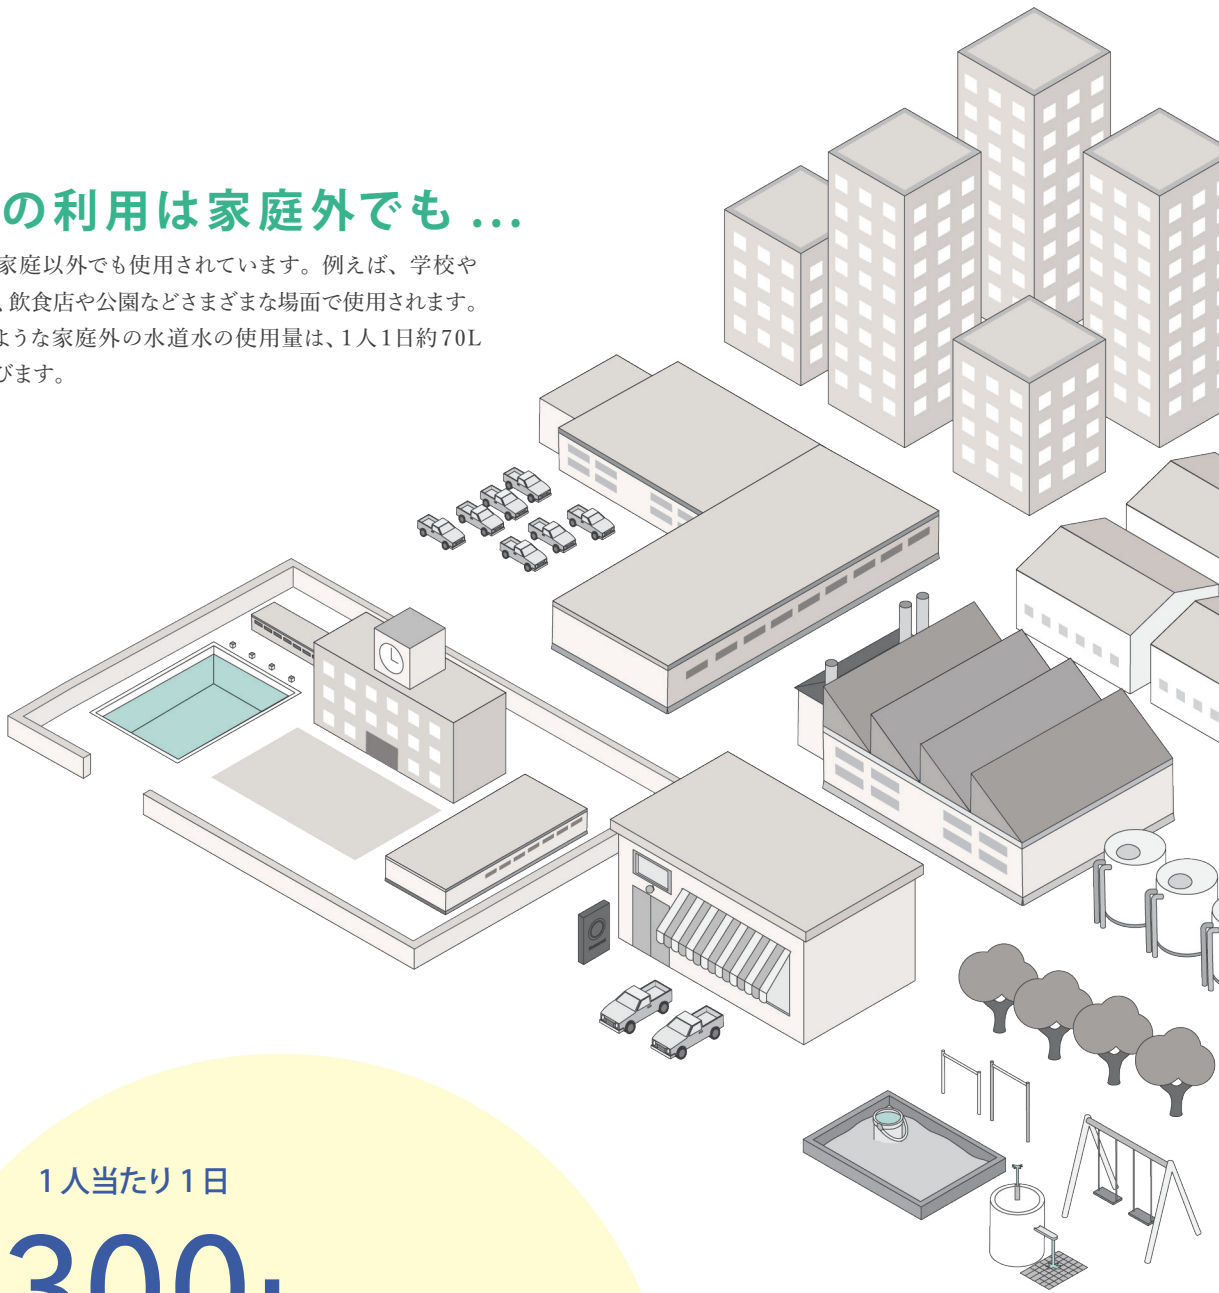 の利用は家庭外でも...
家庭以外でも使用されています。例えば、学校や
、飲食店や公園などさまざまな場面で使用されます。
ような家庭外の水道水の使用量は、1人1日約70L
びます。
1人当たり1日
300L